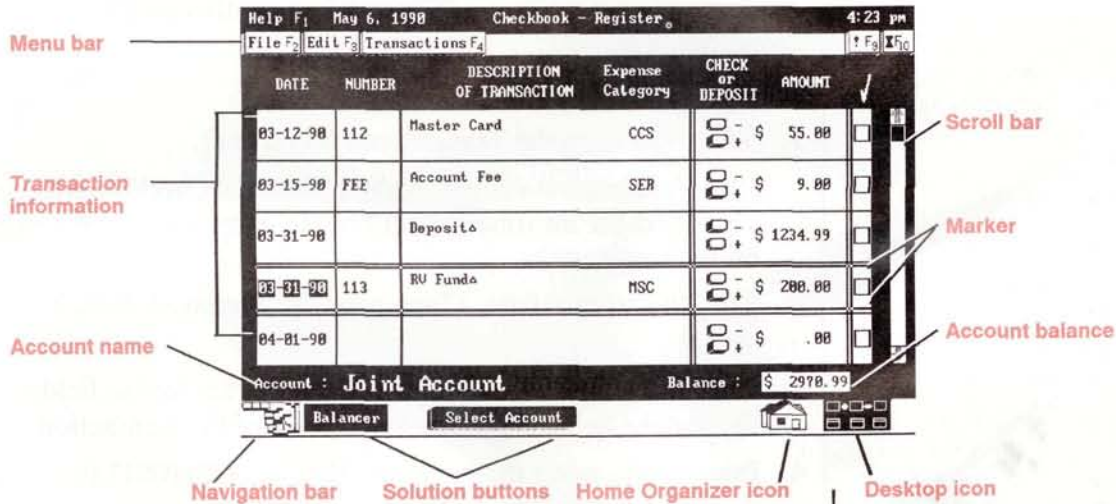 Help F1 May 6, 1990 Checkbook - Register 4:23 pm
Menu bar
File F2 Edit F3 Transactions F4 ! F9 F10
DATE NUMBER DESCRIPTION OF TRANSACTION Expense Category CHECK or DEPOSIT AMOUNT √
03-12-90 112 Master Card CCS - + $ 55.00
Scroll bar
Transaction information
03-15-90 FEE Account Fee SER - + $ 9.00
03-31-90 Deposit△ - + $ 1234.99
Marker
03-31-90 113 RV Fund△ MSC - + $ 200.00
04-01-90 - + $ .00
Account name
Account balance
Account : Joint Account Balance : $ 2970.99
Balancer Select Account
Navigation bar Solution buttons Home Organizer icon Desktop icon